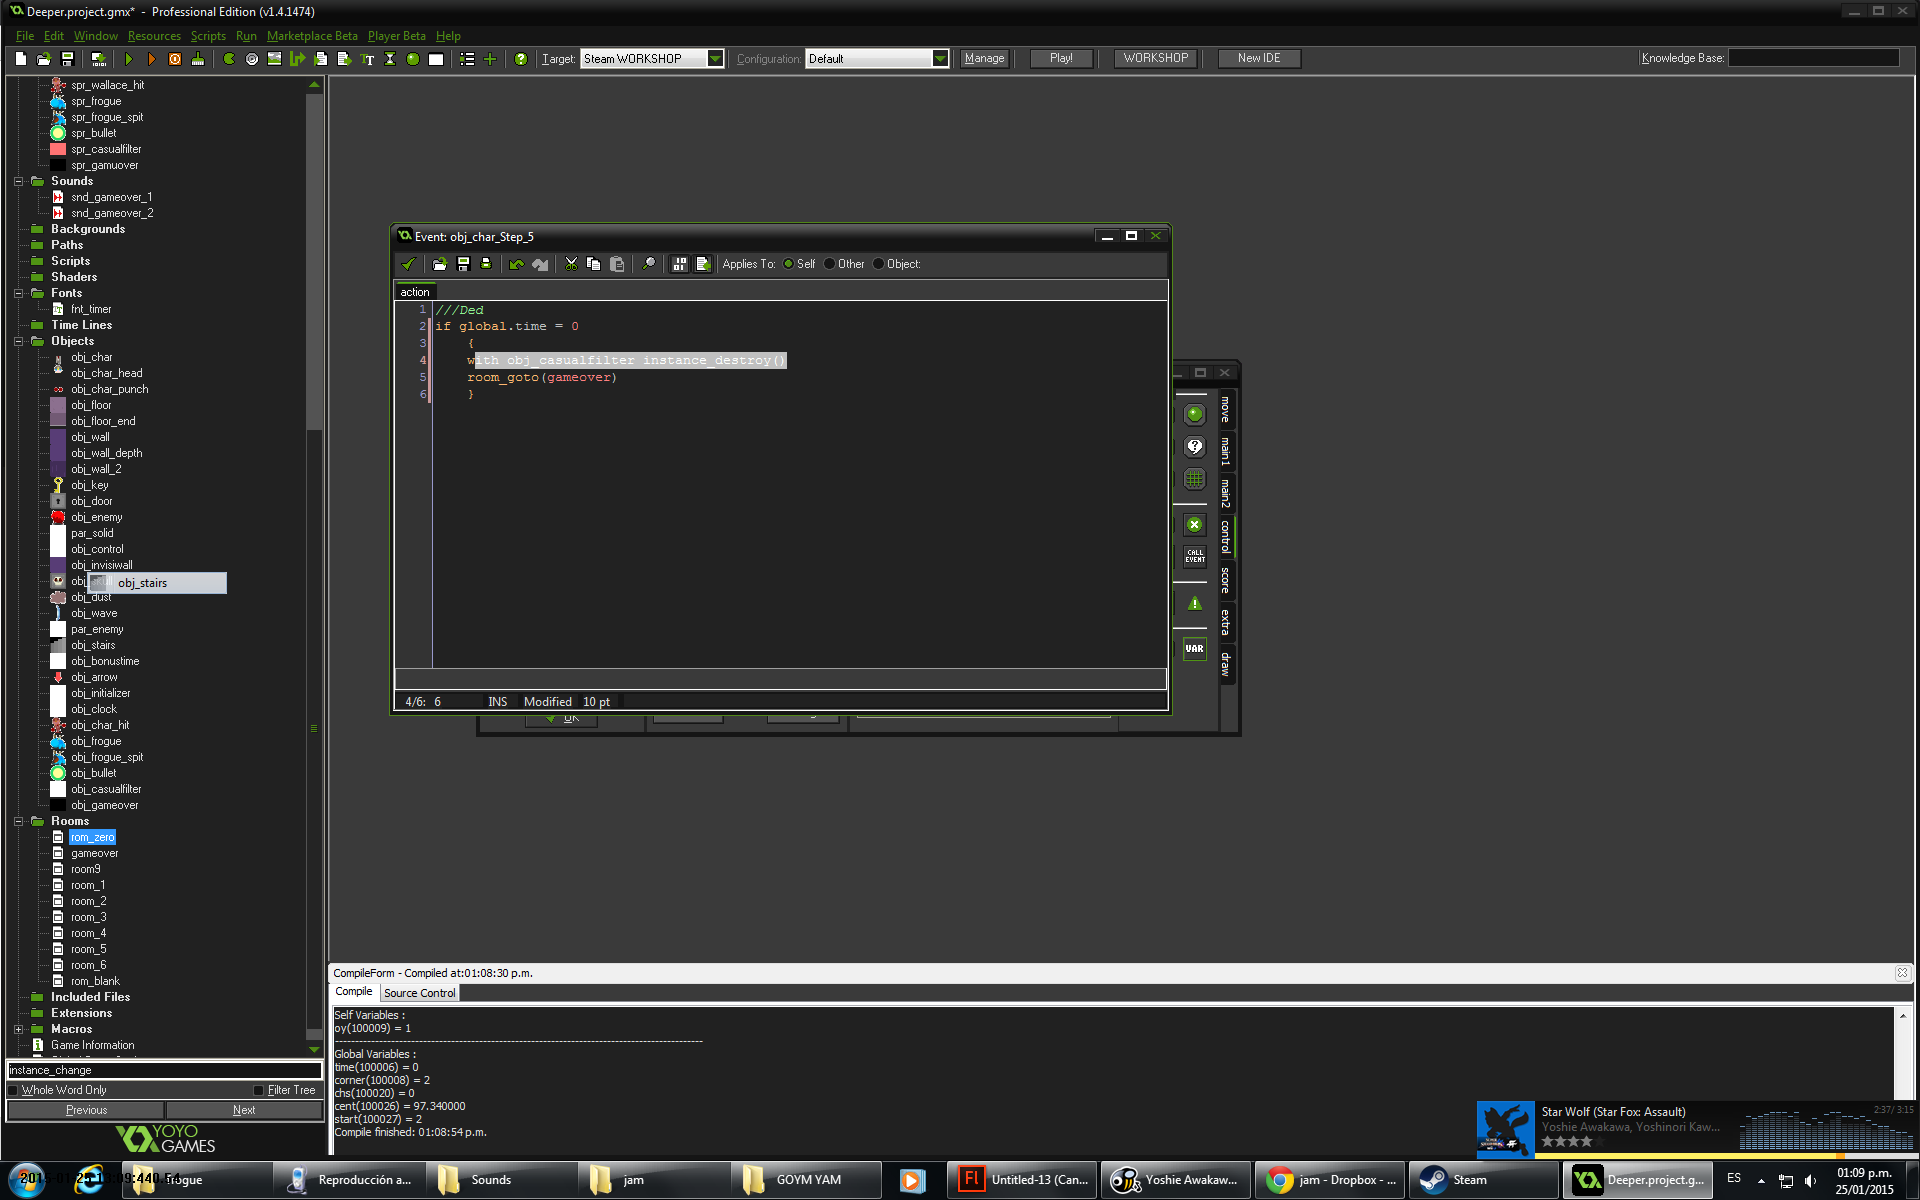 Deeper.project.gmx* - Professional Edition (v1.4.1474)
File Edit Window Resources Scripts Run Marketplace Beta Player Beta Help
Target: Steam WORKSHOP Configuration: Default Manage Play! WORKSHOP New IDE Knowledge Base:
spr_wallace_hit
spr_frogue
spr_frogue_spit
spr_bullet
spr_casualfilter
spr_gamuover
Sounds
snd_gameover_1
snd_gameover_2
Backgrounds
Paths
Scripts
Shaders
Fonts
fnt_timer
Time Lines
Objects
obj_char
obj_char_head
obj_char_punch
obj_floor
obj_floor_end
obj_wall
obj_wall_depth
obj_wall_2
obj_key
obj_door
obj_enemy
par_solid
obj_control
obj_invisiwall
obj_stairs
obj_dust
obj_wave
par_enemy
obj_stairs
obj_bonustime
obj_arrow
obj_initializer
obj_clock
obj_char_hit
obj_frogue
obj_frogue_spit
obj_bullet
obj_casualfilter
obj_gameover
Rooms
rom_zero
gameover
room9
room_1
room_2
room_3
room_4
room_5
room_6
rom_blank
Included Files
Extensions
Macros
Game Information
instance_change
Whole Word Only Filter Tree
Previous Next
YOYO
GAMES
Event: obj_char_Step_5
Applies To: Self Other Object:
action
1 ///Ded
2 if global.time = 0
3 {
4 with obj_casualfilter instance_destroy()
5 room_goto(gameover)
6 }
4/6: 6 INS Modified 10 pt
OK
move
main1
main2
control
score
extra
draw
CALL
EVENT
VAR
CompileForm - Compiled at:01:08:30 p.m.
Compile Source Control
Self Variables :
oy(100009) = 1
Global Variables :
time(100006) = 0
corner(100008) = 2
chs(100020) = 0
cent(100026) = 97.340000
start(100027) = 2
Compile finished: 01:08:54 p.m.
Star Wolf (Star Fox: Assault) 2:37/ 3:15
Yoshie Awakawa, Yoshinori Kaw...
frogue
Reproducción a...
Sounds
jam
GOYM YAM
Untitled-13 (Can...
Yoshie Awakaw...
jam - Dropbox - ...
Steam
Deeper.project.g...
ES
01:09 p.m.
25/01/2015